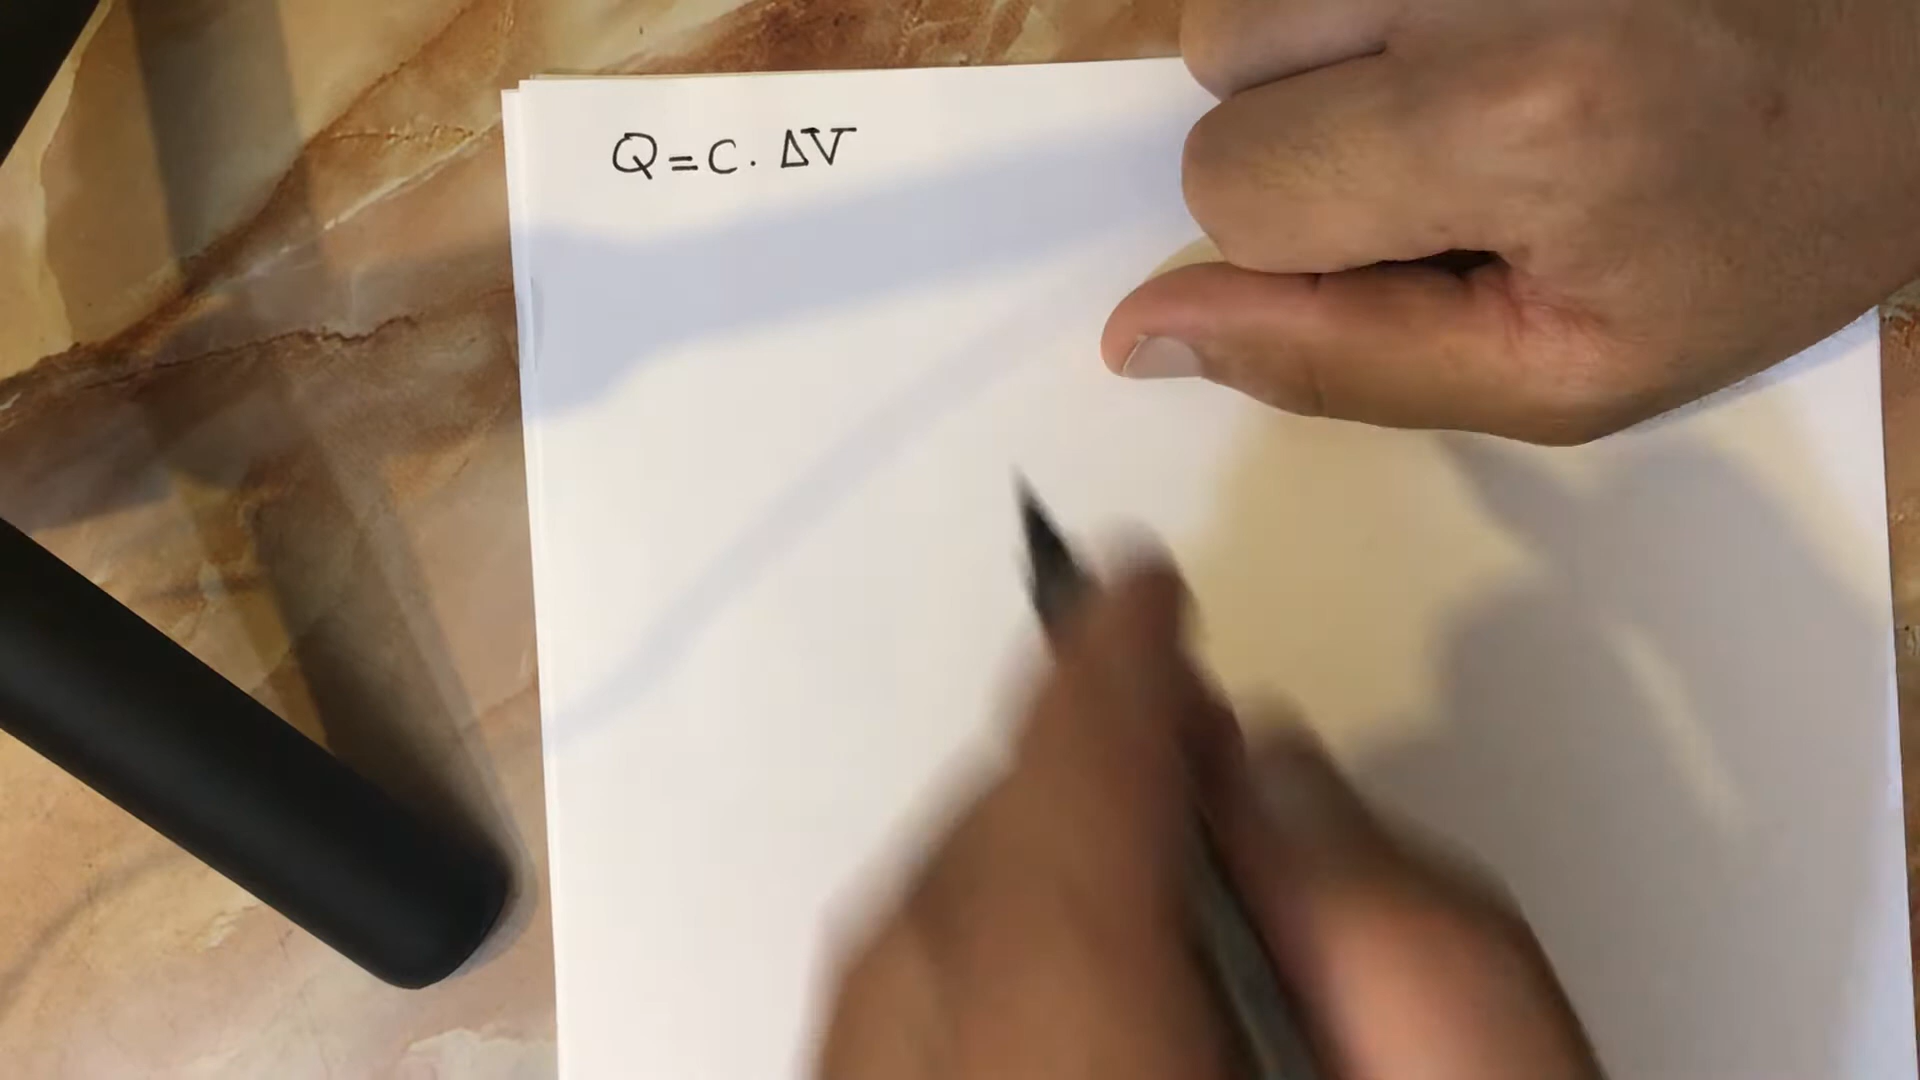 Q = C . ΔV